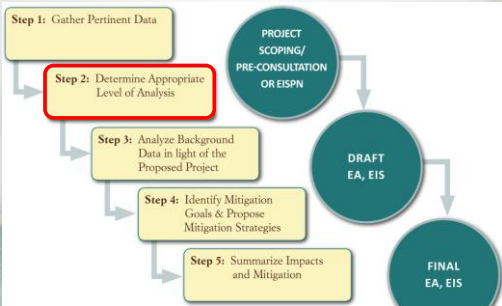 Step 1: Gather Pertinent Data
Step 2: Determine Appropriate
Level of Analysis
Step 3: Analyze Background
Data in light of the
Proposed Project
Step 4: Identify Mitigation
Goals & Propose
Mitigation Strategies
Step 5: Summarize Impacts
and Mitigation
PROJECT
SCOPING/
PRE-CONSULTATION
OR EISPN
DRAFT
EA, EIS
FINAL
EA, EIS